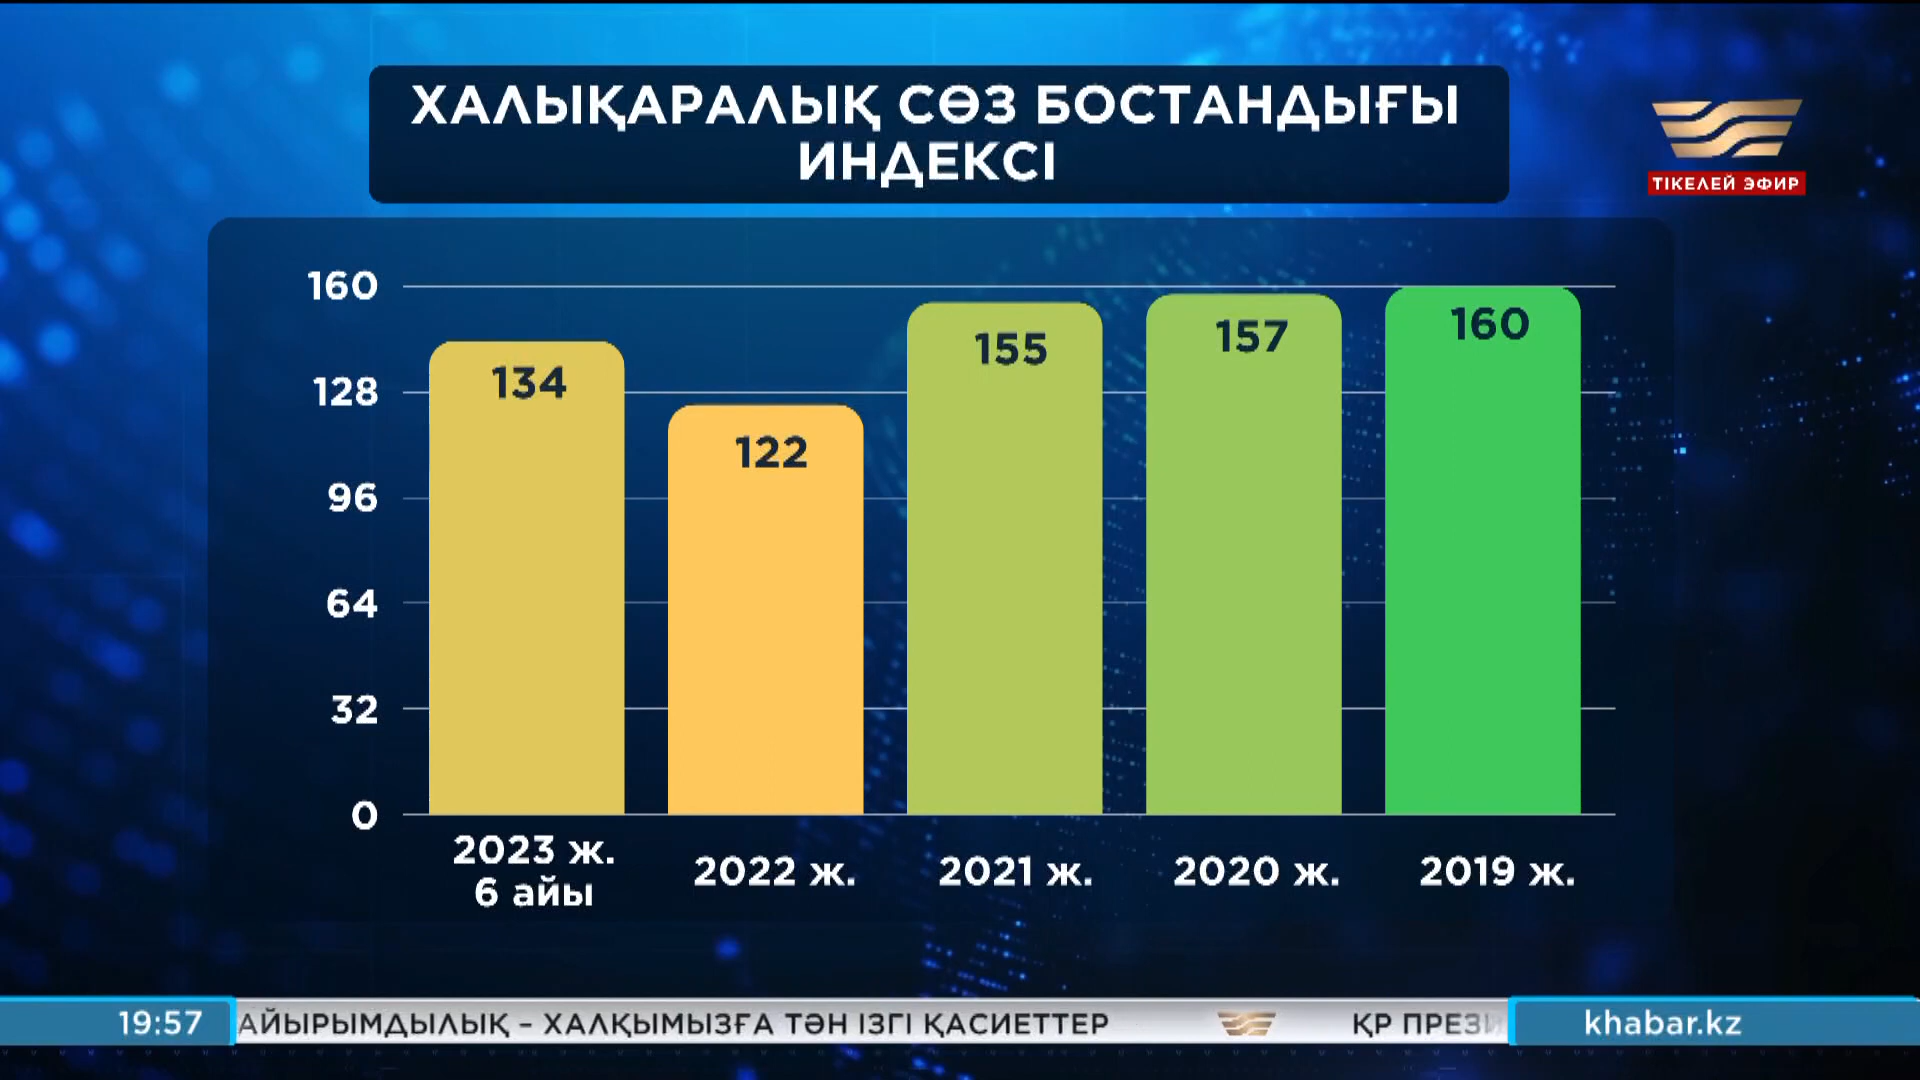 ХАЛЫҚАРАЛЫҚ СӨЗ БОСТАНДЫҒЫ
ИНДЕКСІ
ТІКЕЛЕЙ ЭФИР
160
128
96
64
32
0
134
122
155
157
160
2023 ж.
6 айы
2022 ж.
2021 ж.
2020 ж.
2019 ж.
19:57
АЙЫРЫМДЫЛЫҚ – ХАЛҚЫМЫЗҒА ТӘН ІЗГІ ҚАСИЕТТЕР
ҚР
khabar.kz